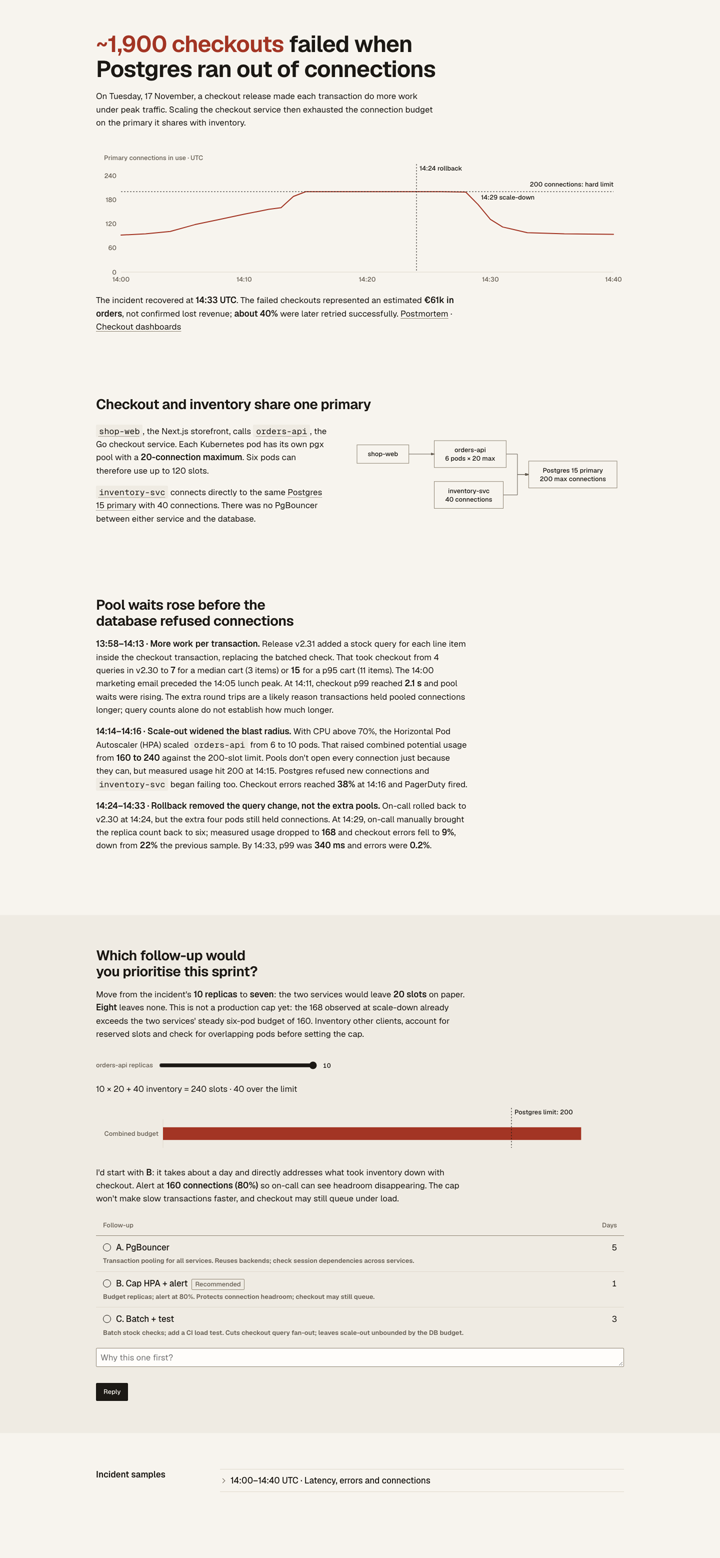 ~1,900 checkouts failed when
Postgres ran out of connections
On Tuesday, 17 November, a checkout release made each transaction do more work
under peak traffic. Scaling the checkout service then exhausted the connection budget
on the primary it shares with inventory.
Primary connections in use · UTC
14:24 rollback
240
200 connections: hard limit
180
14:29 scale-down
120
60
0
14:00
14:10
14:20
14:30
14:40
The incident recovered at 14:33 UTC. The failed checkouts represented an estimated €61k in
orders, not confirmed lost revenue; about 40% were later retried successfully. Postmortem ·
Checkout dashboards
Checkout and inventory share one primary
shop-web, the Next.js storefront, calls orders-api, the
Go checkout service. Each Kubernetes pod has its own pgx
pool with a 20-connection maximum. Six pods can
therefore use up to 120 slots.
inventory-svc connects directly to the same Postgres
15 primary with 40 connections. There was no PgBouncer
between either service and the database.
shop-web
orders-api
6 pods × 20 max
inventory-svc
40 connections
Postgres 15 primary
200 max connections
Pool waits rose before the
database refused connections
13:58–14:13 · More work per transaction. Release v2.31 added a stock query for each line item
inside the checkout transaction, replacing the batched check. That took checkout from 4
queries in v2.30 to 7 for a median cart (3 items) or 15 for a p95 cart (11 items). The 14:00
marketing email preceded the 14:05 lunch peak. At 14:11, checkout p99 reached 2.1 s and pool
waits were rising. The extra round trips are a likely reason transactions held pooled connections
longer; query counts alone do not establish how much longer.
14:14–14:16 · Scale-out widened the blast radius. With CPU above 70%, the Horizontal Pod
Autoscaler (HPA) scaled orders-api from 6 to 10 pods. That raised combined potential usage
from 160 to 240 against the 200-slot limit. Pools don't open every connection just because
they can, but measured usage hit 200 at 14:15. Postgres refused new connections and
inventory-svc began failing too. Checkout errors reached 38% at 14:16 and PagerDuty fired.
14:24–14:33 · Rollback removed the query change, not the extra pools. On-call rolled back to
v2.30 at 14:24, but the extra four pods still held connections. At 14:29, on-call manually brought
the replica count back to six; measured usage dropped to 168 and checkout errors fell to 9%,
down from 22% the previous sample. By 14:33, p99 was 340 ms and errors were 0.2%.
Which follow-up would
you prioritise this sprint?
Move from the incident's 10 replicas to seven: the two services would leave 20 slots on paper.
Eight leaves none. This is not a production cap yet: the 168 observed at scale-down already
exceeds the two services' steady six-pod budget of 160. Inventory other clients, account for
reserved slots and check for overlapping pods before setting the cap.
orders-api replicas
10
10 × 20 + 40 inventory = 240 slots · 40 over the limit
Postgres limit: 200
Combined budget
I'd start with B: it takes about a day and directly addresses what took inventory down with
checkout. Alert at 160 connections (80%) so on-call can see headroom disappearing. The cap
won't make slow transactions faster, and checkout may still queue under load.
Follow-up
Days
A. PgBouncer
5
Transaction pooling for all services. Reuses backends; check session dependencies across services.
B. Cap HPA + alert Recommended
1
Budget replicas; alert at 80%. Protects connection headroom; checkout may still queue.
C. Batch + test
3
Batch stock checks; add a CI load test. Cuts checkout query fan-out; leaves scale-out unbounded by the DB budget.
Why this one first?
Reply
Incident samples
14:00–14:40 UTC · Latency, errors and connections